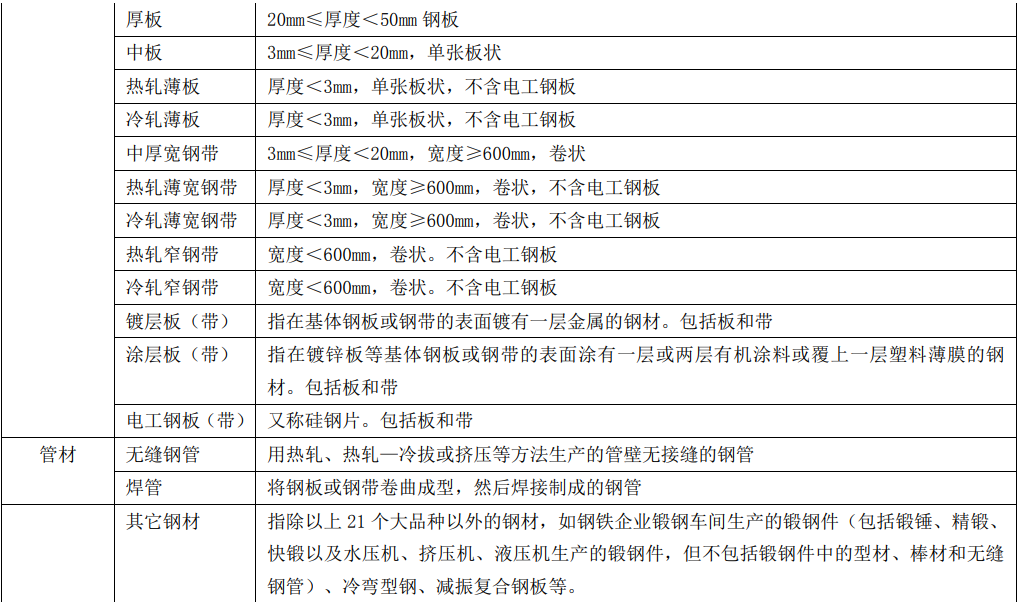 厚板 20mm≤厚度＜50mm 钢板
中板 3mm≤厚度＜20mm，单张板状
热轧薄板 厚度＜3mm，单张板状，不含电工钢板
冷轧薄板 厚度＜3mm，单张板状，不含电工钢板
中厚宽钢带 3mm≤厚度＜20mm，宽度≥600mm，卷状
热轧薄宽钢带 厚度＜3mm，宽度≥600mm，卷状，不含电工钢板
冷轧薄宽钢带 厚度＜3mm，宽度≥600mm，卷状，不含电工钢板
热轧窄钢带 宽度＜600mm，卷状。不含电工钢板
冷轧窄钢带 宽度＜600mm，卷状。不含电工钢板
镀层板（带） 指在基体钢板或钢带的表面镀有一层金属的钢材。包括板和带
涂层板（带） 指在镀锌板等基体钢板或钢带的表面涂有一层或两层有机涂料或覆上一层塑料薄膜的钢
材。包括板和带
电工钢板（带） 又称硅钢片。包括板和带
管材 无缝钢管 用热轧、热轧—冷拔或挤压等方法生产的管壁无接缝的钢管
焊管 将钢板或钢带卷曲成型，然后焊接制成的钢管
其它钢材 指除以上 21 个大品种以外的钢材，如钢铁企业锻钢车间生产的锻钢件（包括锻锤、精锻、
快锻以及水压机、挤压机、液压机生产的锻钢件，但不包括锻钢件中的型材、棒材和无缝
钢管）、冷弯型钢、减振复合钢板等。